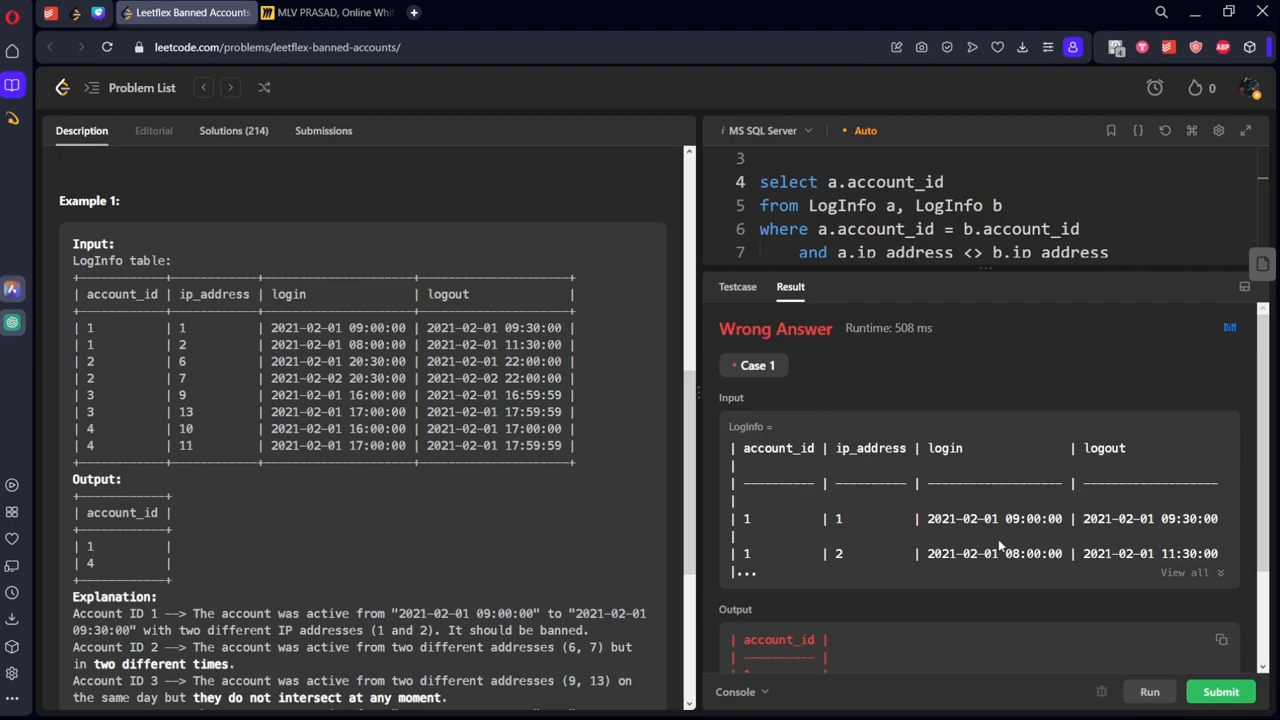 Leetflex Banned Accounts
MLV PRASAD, Online Whit
leetcode.com/problems/leetflex-banned-accounts/
4
ABP
Problem List
0
Description
Editorial
Solutions (214)
Submissions
Example 1:
Input:
LogInfo table:
| account_id | ip_address | login | logout |
| 1 | 1 | 2021-02-01 09:00:00 | 2021-02-01 09:30:00 |
| 1 | 2 | 2021-02-01 08:00:00 | 2021-02-01 11:30:00 |
| 2 | 6 | 2021-02-01 20:30:00 | 2021-02-01 22:00:00 |
| 2 | 7 | 2021-02-02 20:30:00 | 2021-02-02 22:00:00 |
| 3 | 9 | 2021-02-01 16:00:00 | 2021-02-01 16:59:59 |
| 3 | 13 | 2021-02-01 17:00:00 | 2021-02-01 17:59:59 |
| 4 | 10 | 2021-02-01 16:00:00 | 2021-02-01 17:00:00 |
| 4 | 11 | 2021-02-01 17:00:00 | 2021-02-01 17:59:59 |
Output:
| account_id |
| 1 |
| 4 |
Explanation:
Account ID 1 --> The account was active from "2021-02-01 09:00:00" to "2021-02-01
09:30:00" with two different IP addresses (1 and 2). It should be banned.
Account ID 2 --> The account was active from two different addresses (6, 7) but
in two different times.
Account ID 3 --> The account was active from two different addresses (9, 13) on
the same day but they do not intersect at any moment.
i MS SQL Server
• Auto
3
4 select a.account_id
5 from LogInfo a, LogInfo b
6 where a.account_id = b.account_id
7 and a.ip_address <> b.ip_address
Testcase
Result
Wrong Answer
Runtime: 508 ms
Diff
• Case 1
Input
LogInfo =
| account_id | ip_address | login | logout
|
| ---------- | ---------- | ------------------- | -------------------
|
| 1 | 1 | 2021-02-01 09:00:00 | 2021-02-01 09:30:00
|
| 1 | 2 | 2021-02-01 08:00:00 | 2021-02-01 11:30:00
|...
View all
Output
| account_id |
| ---------- |
Console
Run
Submit